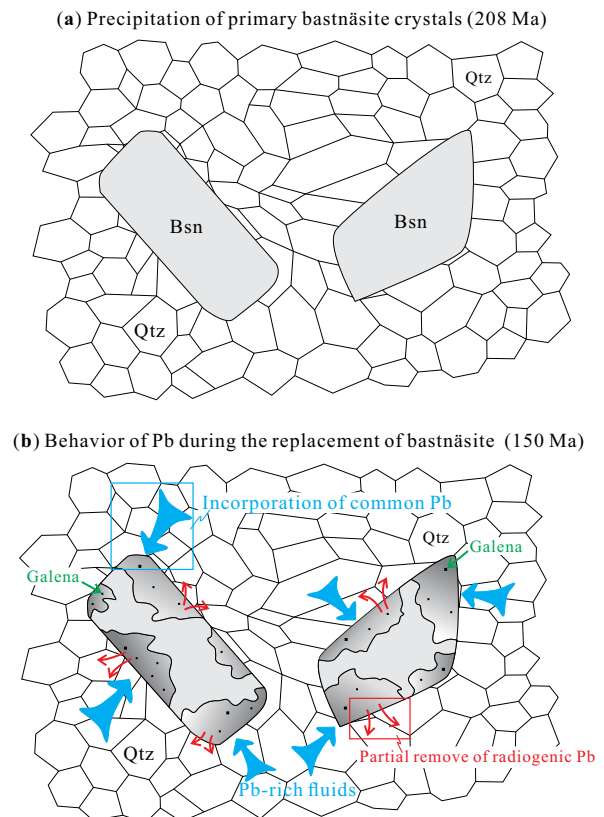 (a) Precipitation of primary bastnäsite crystals (208 Ma)
Qtz
Bsn
Bsn
Qtz
(b) Behavior of Pb during the replacement of bastnäsite (150 Ma)
Incorporation of common Pb
Qtz
Galena
Galena
Qtz
Partial remove of radiogenic Pb
Pb-rich fluids